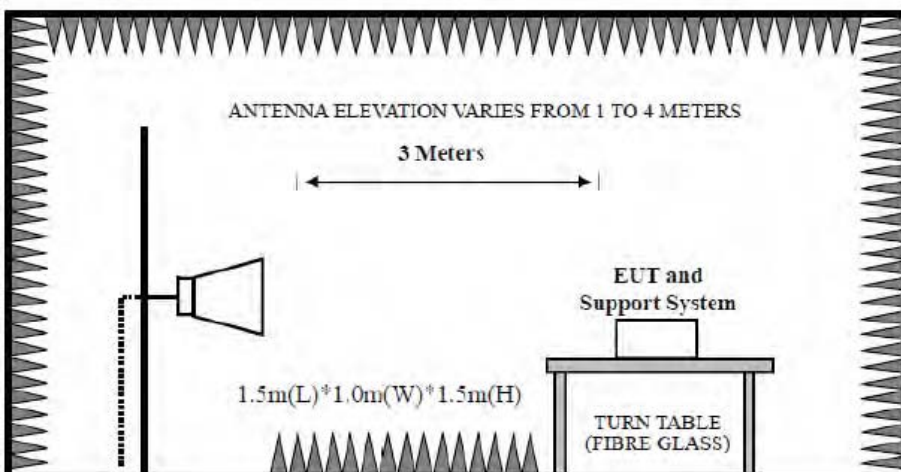 ANTENNA ELEVATION VARIES FROM 1 TO 4 METERS
3 Meters
EUT and
Support System
1.5m(L)*1.0m(W)*1.5m(H)
TURN TABLE
(FIBRE GLASS)